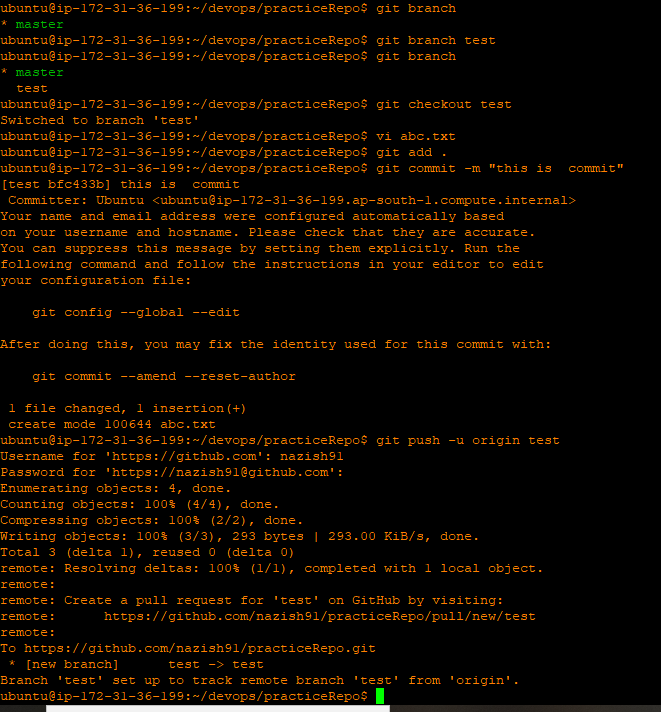 ubuntu@ip-172-31-36-199:~/devops/practiceRepo$ git branch
* master
ubuntu@ip-172-31-36-199:~/devops/practiceRepo$ git branch test
ubuntu@ip-172-31-36-199:~/devops/practiceRepo$ git branch
* master
  test
ubuntu@ip-172-31-36-199:~/devops/practiceRepo$ git checkout test
Switched to branch 'test'
ubuntu@ip-172-31-36-199:~/devops/practiceRepo$ vi abc.txt
ubuntu@ip-172-31-36-199:~/devops/practiceRepo$ git add .
ubuntu@ip-172-31-36-199:~/devops/practiceRepo$ git commit -m "this is  commit"
[test bfc433b] this is  commit
 Committer: Ubuntu <ubuntu@ip-172-31-36-199.ap-south-1.compute.internal>
Your name and email address were configured automatically based
on your username and hostname. Please check that they are accurate.
You can suppress this message by setting them explicitly. Run the
following command and follow the instructions in your editor to edit
your configuration file:

    git config --global --edit

After doing this, you may fix the identity used for this commit with:

    git commit --amend --reset-author

 1 file changed, 1 insertion(+)
 create mode 100644 abc.txt
ubuntu@ip-172-31-36-199:~/devops/practiceRepo$ git push -u origin test
Username for 'https://github.com': nazish91
Password for 'https://nazish91@github.com':
Enumerating objects: 4, done.
Counting objects: 100% (4/4), done.
Compressing objects: 100% (2/2), done.
Writing objects: 100% (3/3), 293 bytes | 293.00 KiB/s, done.
Total 3 (delta 1), reused 0 (delta 0)
remote: Resolving deltas: 100% (1/1), completed with 1 local object.
remote:
remote: Create a pull request for 'test' on GitHub by visiting:
remote:      https://github.com/nazish91/practiceRepo/pull/new/test
remote:
To https://github.com/nazish91/practiceRepo.git
 * [new branch]      test -> test
Branch 'test' set up to track remote branch 'test' from 'origin'.
ubuntu@ip-172-31-36-199:~/devops/practiceRepo$